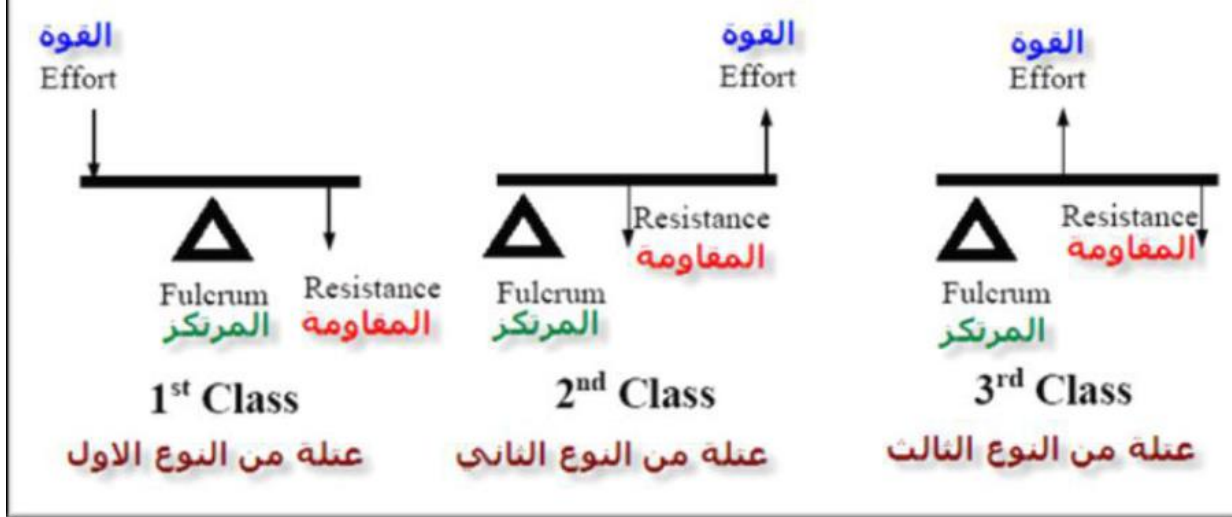 القوة
Effort
Fulcrum
المرتكز
Resistance
المقاومة
1st Class
عتلة من النوع الاول
القوة
Effort
Resistance
المقاومة
Fulcrum
المرتكز
2nd Class
عتلة من النوع الثاني
القوة
Effort
Resistance
المقاومة
Fulcrum
المرتكز
3rd Class
عتلة من النوع الثالث